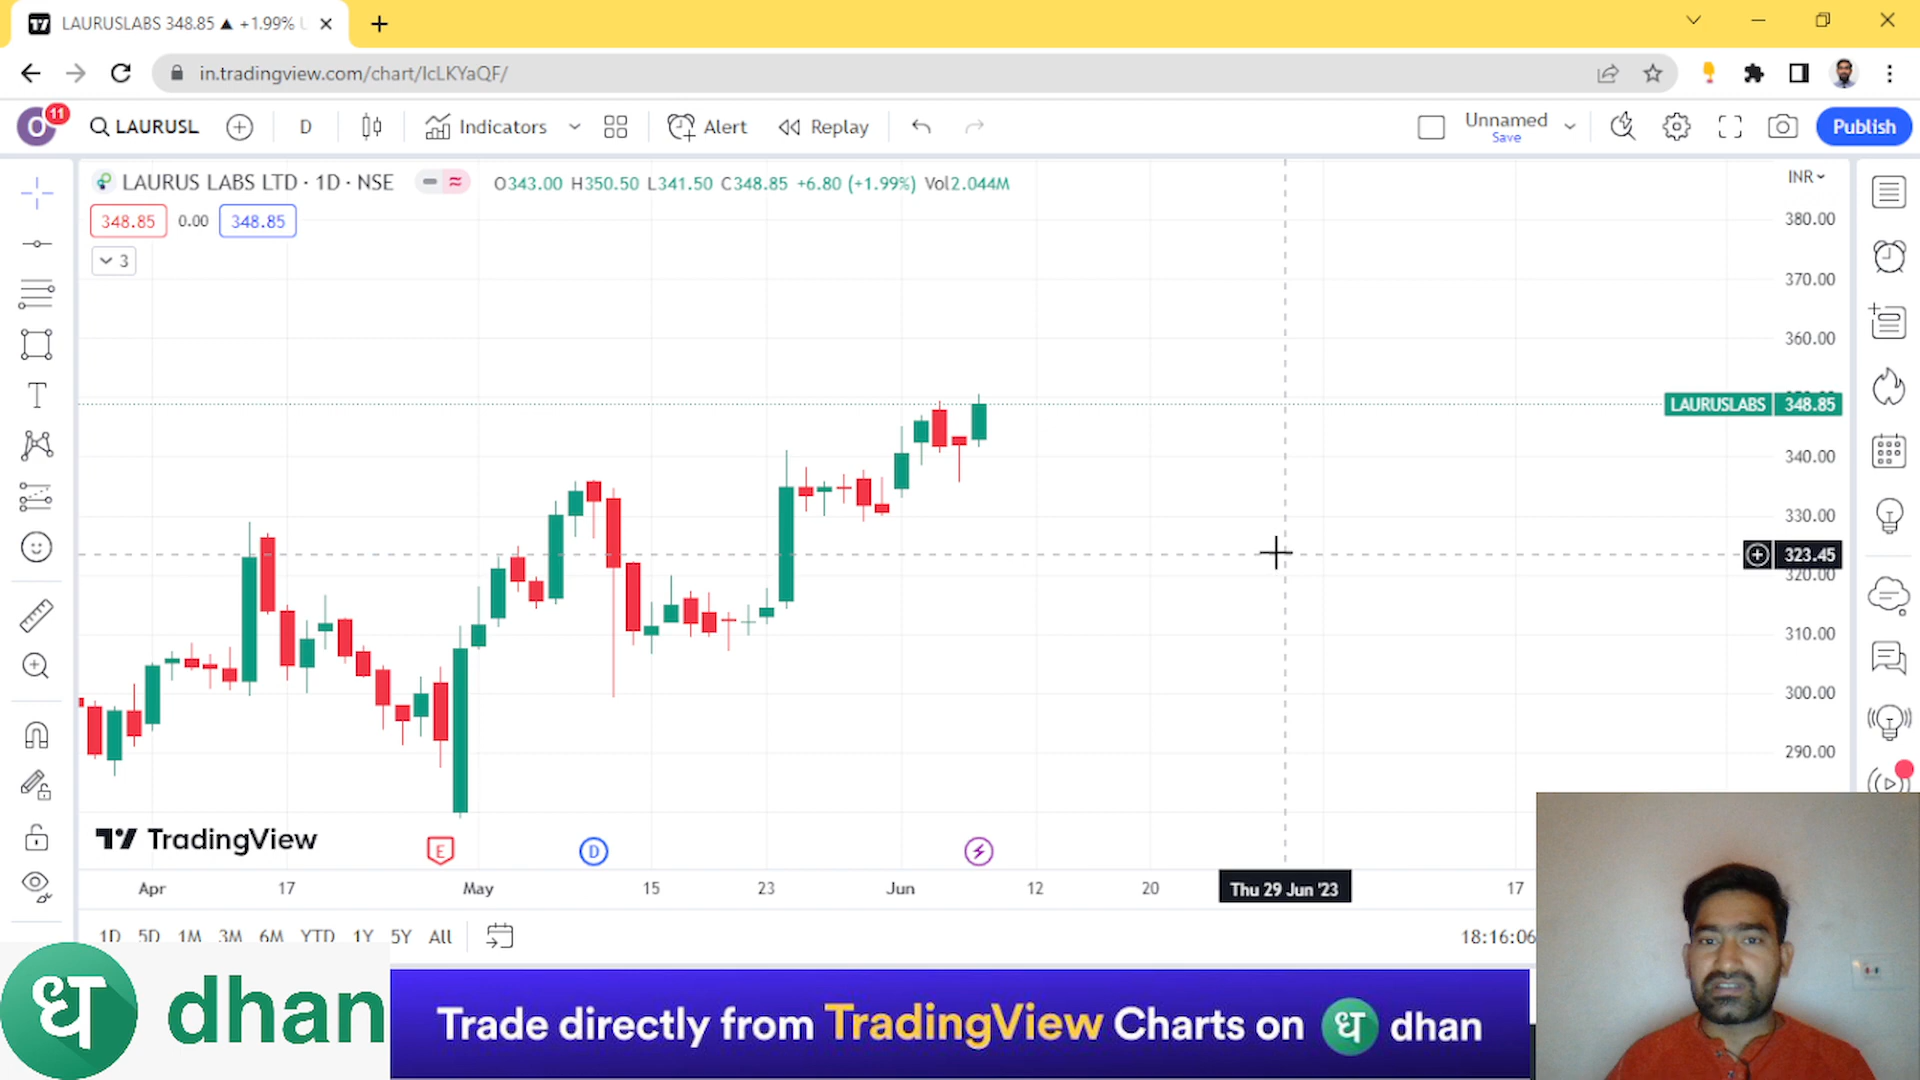 LAURUSLABS 348.85 ▲ +1.99%
in.tradingview.com/chart/IcLKYaQF/
O 11 LAURUSL D Indicators Alert Replay Unnamed Save Publish
LAURUS LABS LTD · 1D · NSE O343.00 H350.50 L341.50 C348.85 +6.80 (+1.99%) Vol2.044M
INR
348.85 0.00 348.85
3
380.00
370.00
360.00
LAURUSLABS 348.85
340.00
330.00
323.45
320.00
310.00
300.00
290.00
TradingView
E D
Apr 17 May 15 23 Jun 12 20 Thu 29 Jun '23 17
1D 5D 1M 3M 6M YTD 1Y 5Y All
18:16:06
ध dhan
Trade directly from TradingView Charts on ध dhan